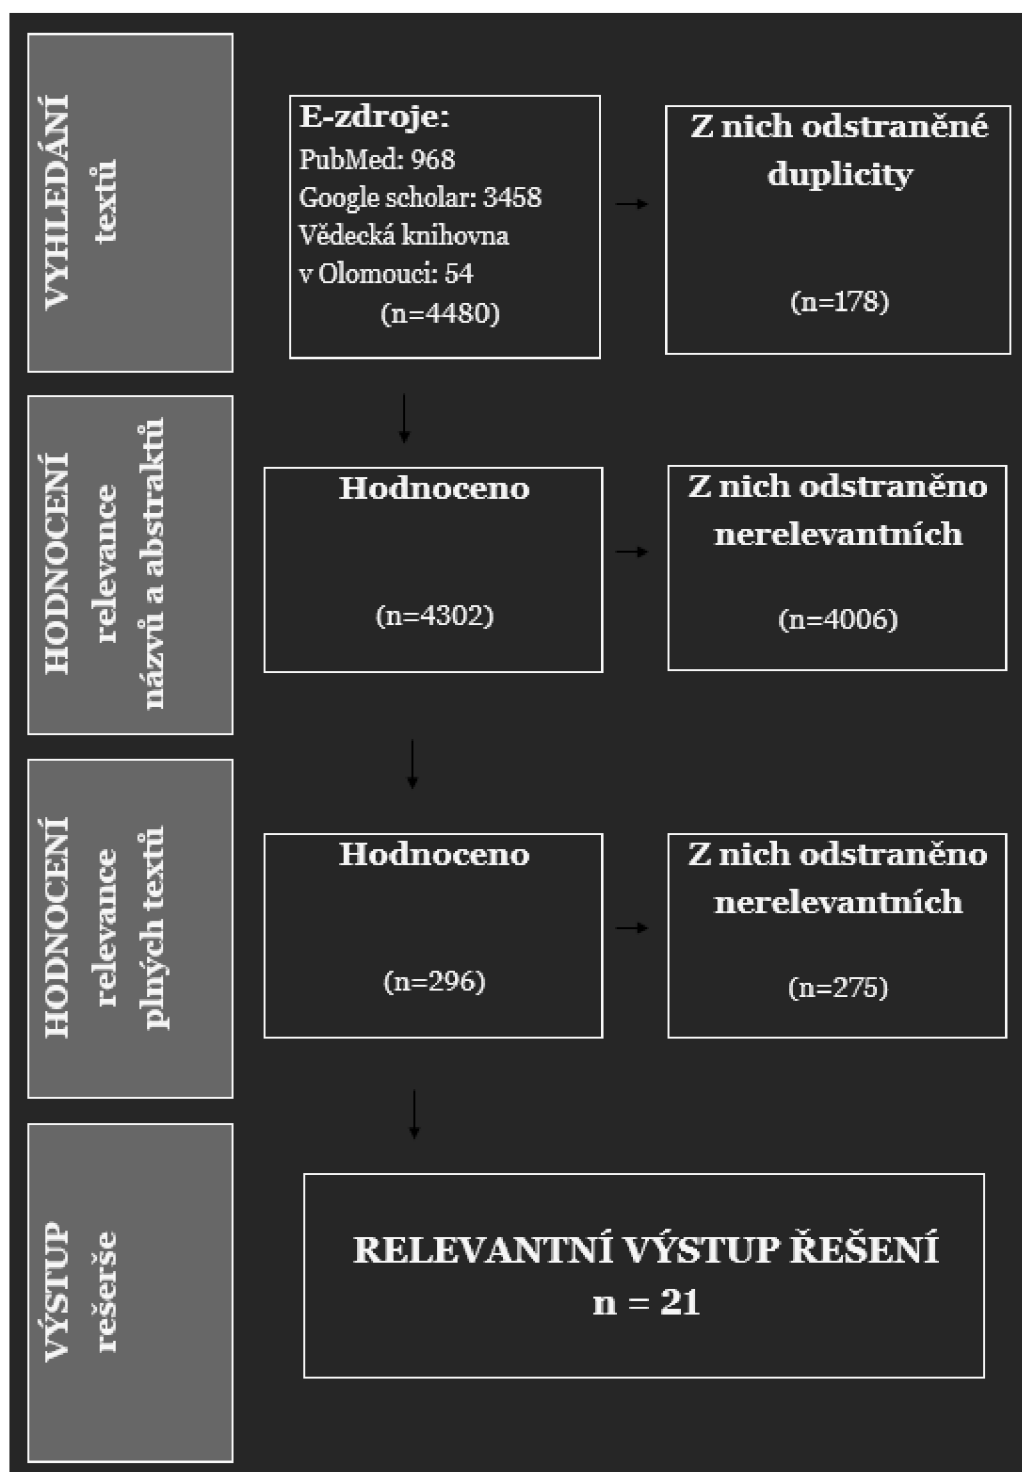 VYHLEDÁNÍ
textů
E-zdroje:
PubMed: 968
Google scholar: 3458
Vědecká knihovna
v Olomouci: 54
(n=4480)
Z nich odstraněné
duplicity
(n=178)
HODNOCENÍ
relevance
názvů a abstraktů
Hodnoceno
(n=4302)
Z nich odstraněno
nerelevantních
(n=4006)
HODNOCENÍ
relevance
plných textů
Hodnoceno
(n=296)
Z nich odstraněno
nerelevantních
(n=275)
VÝSTUP
rešerše
RELEVANTNÍ VÝSTUP ŘEŠENÍ
n = 21